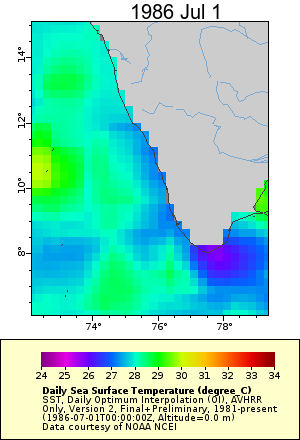 1986 Jul 1
14°
12°
10°
8°
74°
76°
78°
24 25 26 27 28 29 30 31 32 33 34
Daily Sea Surface Temperature (degree_C)
SST, Daily Optimum Interpolation (OI), AVHRR
Only, Version 2, Final+Preliminary, 1981-present
(1986-07-01T00:00:00Z, Altitude=0.0 m)
Data courtesy of NOAA NCEI